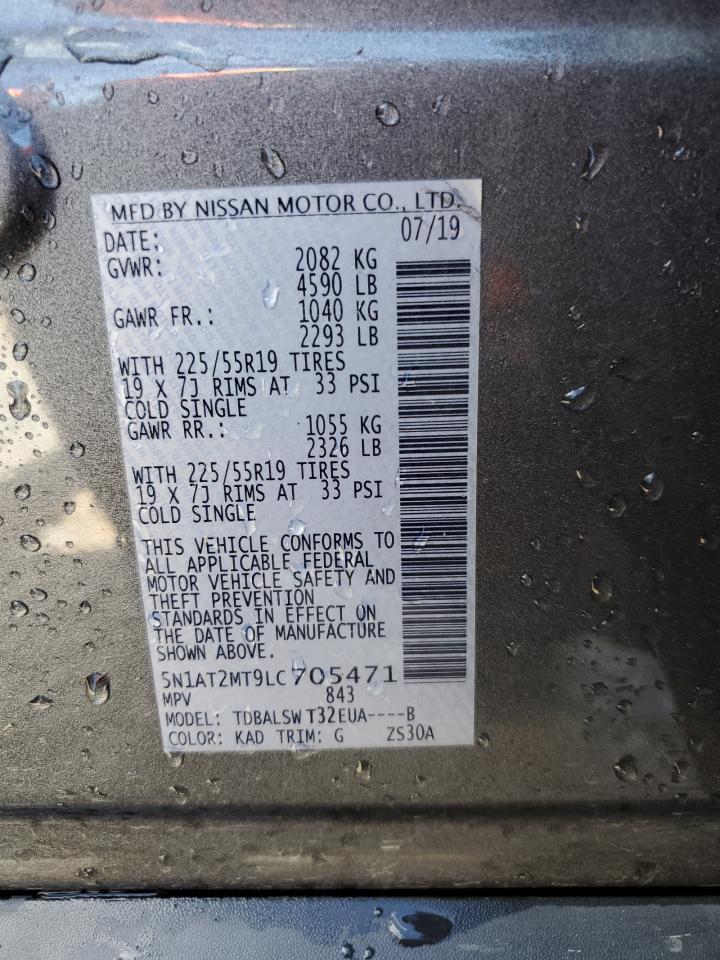 MFD BY NISSAN MOTOR CO., LTD.
DATE: 07/19
GVWR: 2082 KG
4590 LB
GAWR FR.: 1040 KG
2293 LB
WITH 225/55R19 TIRES
19 X 7J RIMS AT 33 PSI
COLD SINGLE
GAWR RR.: 1055 KG
2326 LB
WITH 225/55R19 TIRES
19 X 7J RIMS AT 33 PSI
COLD SINGLE
THIS VEHICLE CONFORMS TO
ALL APPLICABLE FEDERAL
MOTOR VEHICLE SAFETY AND
THEFT PREVENTION
STANDARDS IN EFFECT ON
THE DATE OF MANUFACTURE
SHOWN ABOVE.
5N1AT2MT9LC705471
MPV 843
MODEL: TDBALSW T32EUA----B
COLOR: KAD TRIM: G ZS30A